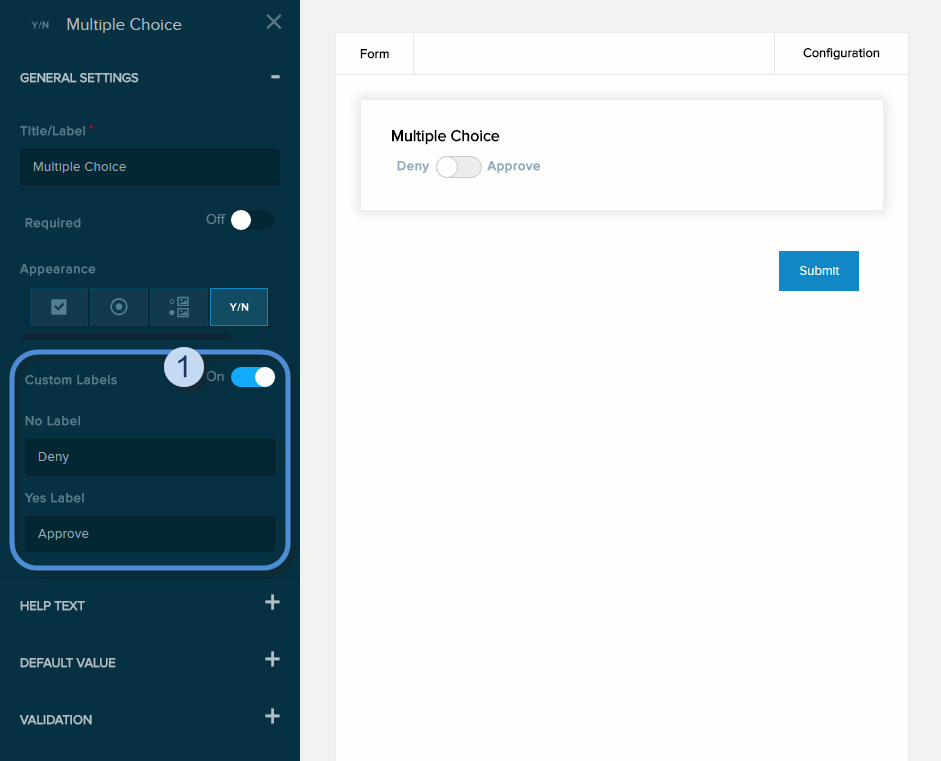 Y/N Multiple Choice
GENERAL SETTINGS
Title/Label *
Multiple Choice
Required Off
Appearance
Y/N
1
Custom Labels On
No Label
Deny
Yes Label
Approve
HELP TEXT
DEFAULT VALUE
VALIDATION
Form Configuration
Multiple Choice
Deny Approve
Submit